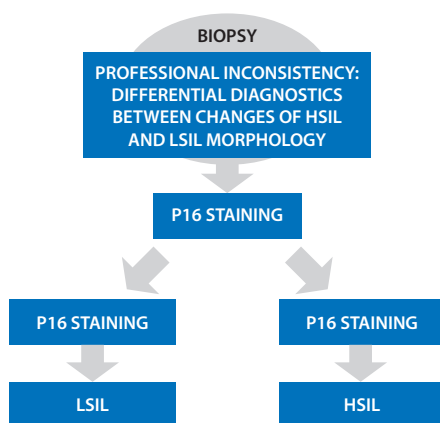 BIOPSY
PROFESSIONAL INCONSISTENCY:
DIFFERENTIAL DIAGNOSTICS
BETWEEN CHANGES OF HSIL
AND LSIL MORPHOLOGY
P16 STAINING
P16 STAINING
P16 STAINING
LSIL
HSIL